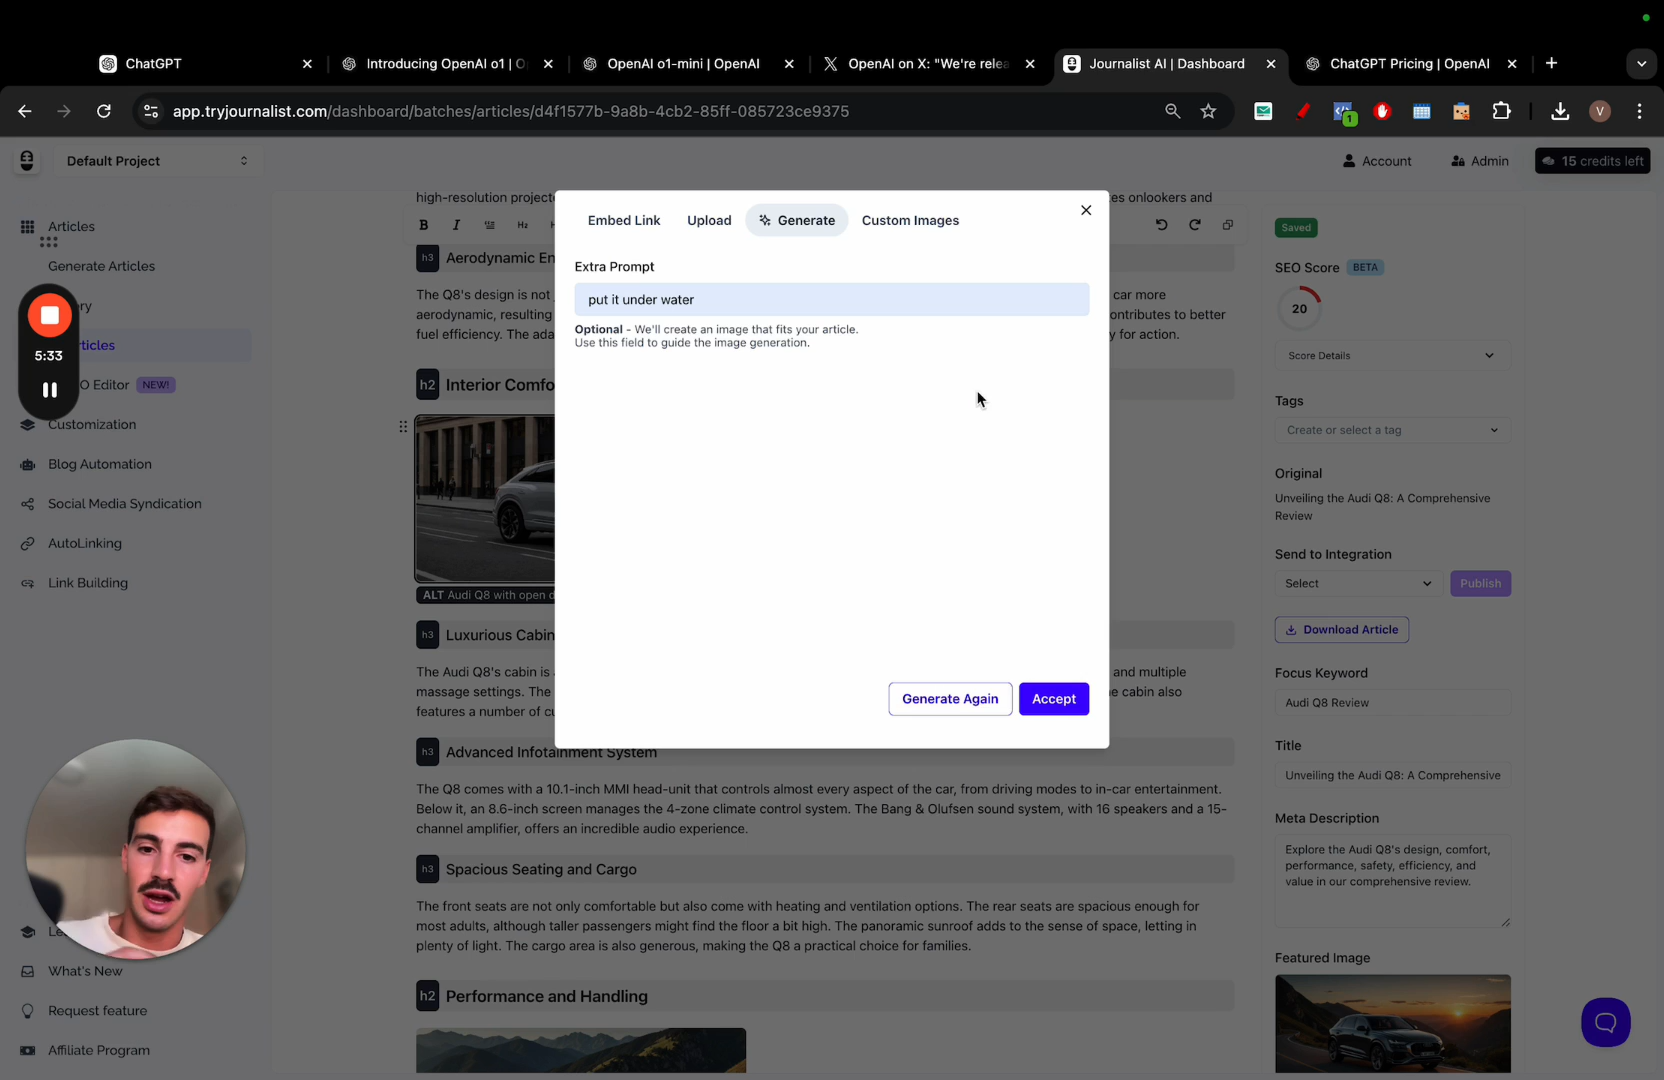 ChatGPT
Introducing OpenAI o1 | O
OpenAI o1-mini | OpenAI
OpenAI on X: "We're relea
Journalist AI | Dashboard
ChatGPT Pricing | OpenAI
app.tryjournalist.com/dashboard/batches/articles/d4f1577b-9a8b-4cb2-85ff-085723ce9375
1
V
Default Project
Account
Admin
15 credits left
Articles
Generate Articles
5:33
O Editor NEW!
Customization
Blog Automation
Social Media Syndication
AutoLinking
Link Building
What's New
Request feature
Affiliate Program
high-resolution
es onlookers and
B I H2
h3 Aerodynamic
The Q8's design is not
car more
aerodynamic, resulting
ontributes to better
fuel efficiency. The
y for action.
h2 Interior
ALT Audi Q8 with open
h3 Luxurious
The Audi Q8's cabin is
and multiple
massage settings. The
e cabin also
features a number of
h3 Advanced Infotainment System
The Q8 comes with a 10.1-inch MMI head-unit that controls almost every aspect of the car, from driving modes to in-car entertainment.
Below it, an 8.6-inch screen manages the 4-zone climate control system. The Bang & Olufsen sound system, with 16 speakers and a 15-
channel amplifier, offers an incredible audio experience.
h3 Spacious Seating and Cargo
The front seats are not only comfortable but also come with heating and ventilation options. The rear seats are spacious enough for
most adults, although taller passengers might find the floor a bit high. The panoramic sunroof adds to the sense of space, letting in
plenty of light. The cargo area is also generous, making the Q8 a practical choice for families.
h2 Performance and Handling
Embed Link
Upload
Generate
Custom Images
Extra Prompt
put it under water
Optional - We'll create an image that fits your article.
Use this field to guide the image generation.
Generate Again
Accept
Saved
SEO Score BETA
20
Score Details
Tags
Create or select a tag
Original
Unveiling the Audi Q8: A Comprehensive
Review
Send to Integration
Select
Publish
Download Article
Focus Keyword
Audi Q8 Review
Title
Unveiling the Audi Q8: A Comprehensive
Meta Description
Explore the Audi Q8's design, comfort,
performance, safety, efficiency, and
value in our comprehensive review.
Featured Image